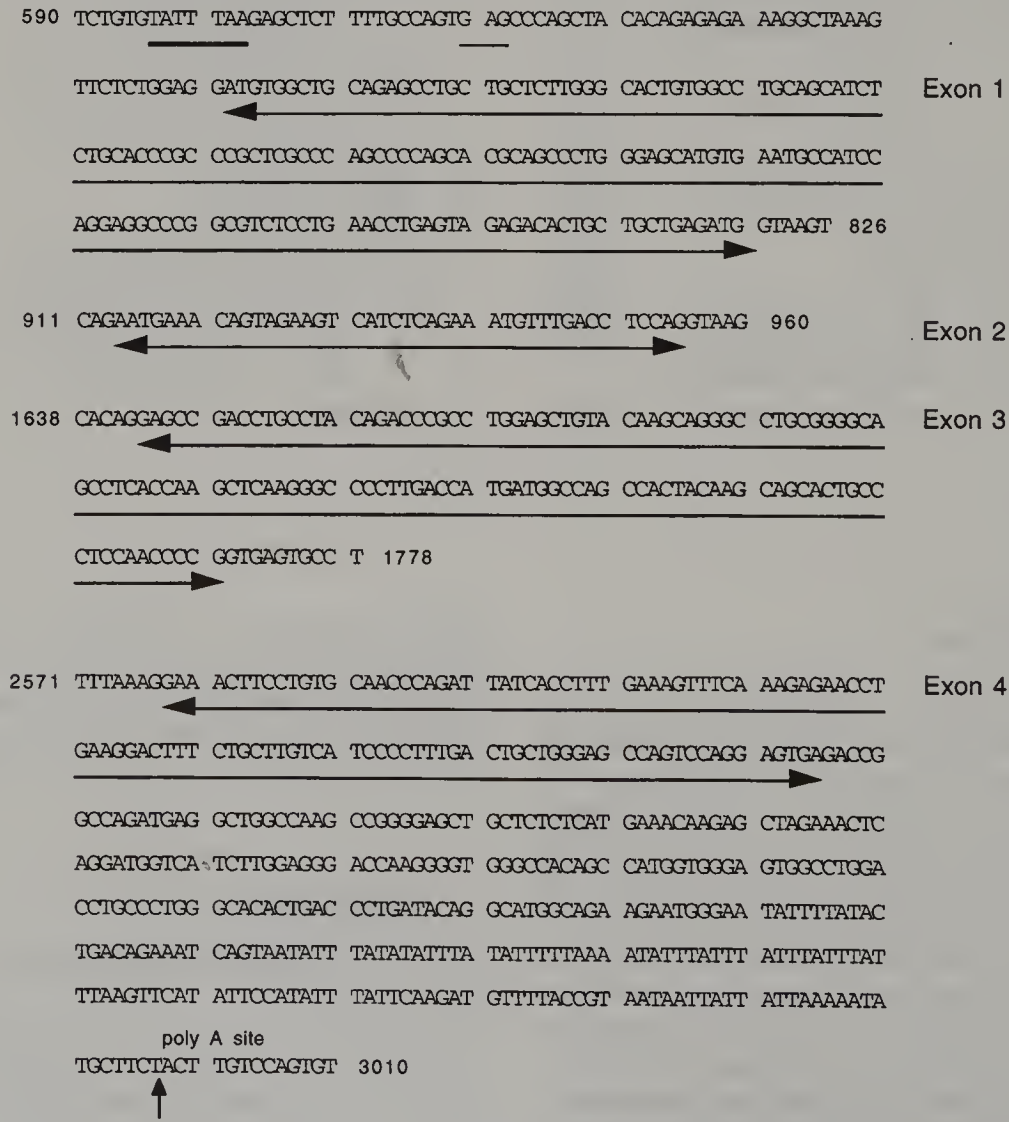 590 TCTGTGTATT TAAGAGCTCT TTTGCCAGTG AGCCCAGCTA CACAGAGAGA AAGGCTAAAG
TTCTCTGGAG GATGTGGCTG CAGAGCCTGC TGCTCTTGGG CACTGTGGCC TGCAGCATCT Exon 1
CTGCACCCGC CCGCTCGCCC AGCCCCAGCA CGCAGCCCTG GGAGCATGTG AATGCCATCC
AGGAGGCCCG GCGTCTCCTG AACCTGAGTA GAGACACTGC TGCTGAGATG GTAAGT 826
911 CAGAATGAAA CAGTAGAAGT CATCTCAGAA ATGTTTGACC TCCAGGTAAG 960 Exon 2
1638 CACAGGAGCC GACCTGCCTA CAGACCCGCC TGGAGCTGTA CAAGCAGGGC CTGCGGGGCA Exon 3
GCCTCACCAA GCTCAAGGGC CCCTTGACCA TGATGGCCAG CCACTACAAG CAGCACTGCC
CTCCAACCCC GGTGAGTGCC T 1778
2571 TTTAAAGGAA ACTTCCTGTG CAACCCAGAT TATCACCTTT GAAAGTTTCA AAGAGAACCT Exon 4
GAAGGACTTT CTGCTTGTCA TCCCCTTTGA CTGCTGGGAG CCAGTCCAGG AGTGAGACCG
GCCAGATGAG GCTGGCCAAG CCGGGGAGCT GCTCTCTCAT GAAACAAGAG CTAGAAACTC
AGGATGGTCA TCTTGGAGGG ACCAAGGGGT GGGCCACAGC CATGGTGGGA GTGGCCTGGA
CCTGCCCTGG GCACACTGAC CCTGATACAG GCATGGCAGA AGAATGGGAA TATTTTATAC
TGACAGAAAT CAGTAATATT TATATATTTA TATTTTTAAA ATATTTATTT ATTTATTTAT
TTAAGTTCAT ATTCCATATT TATTCAAGAT GTTTTACCGT AATAATTATT ATTAAAAATA
poly A site
TGCTTCTACT TGTCCAGTGT 3010